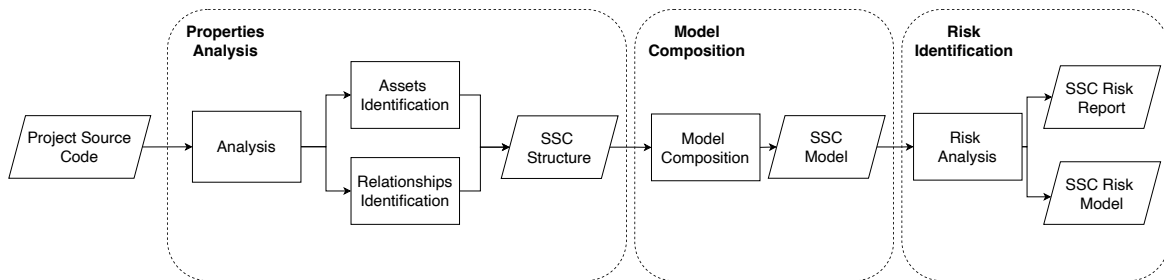 Properties
Analysis
Model
Composition
Risk
Identification
Project Source
Code
Analysis
Assets
Identification
Relationships
Identification
SSC
Structure
Model
Composition
SSC
Model
Risk
Analysis
SSC Risk
Report
SSC Risk
Model